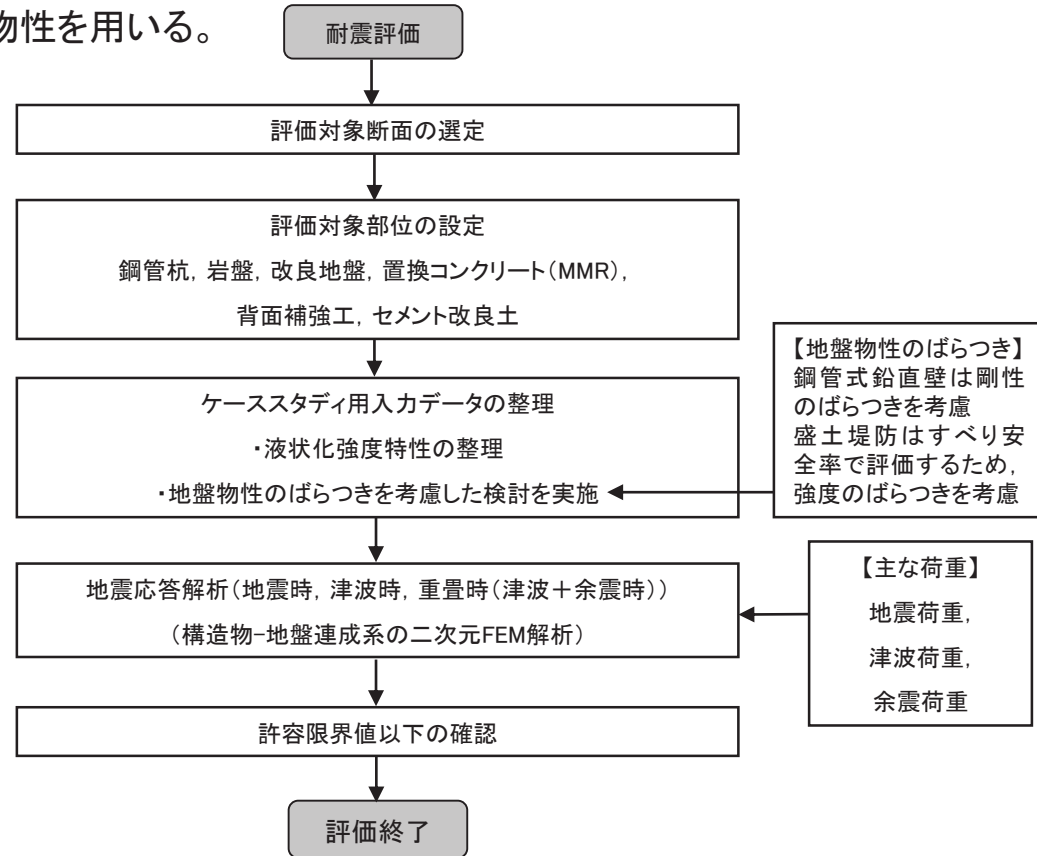 物性を用いる。
耐震評価
評価対象断面の選定
評価対象部位の設定
鋼管杭, 岩盤, 改良地盤, 置換コンクリート(MMR),
背面補強工, セメント改良土
ケーススタディ用入力データの整理
・液状化強度特性の整理
・地盤物性のばらつきを考慮した検討を実施
【地盤物性のばらつき】
鋼管式鉛直壁は剛性
のばらつきを考慮
盛土堤防はすべり安
全率で評価するため,
強度のばらつきを考慮
地震応答解析(地震時, 津波時, 重畳時(津波+余震時))
(構造物-地盤連成系の二次元FEM解析)
【主な荷重】
地震荷重,
津波荷重,
余震荷重
許容限界値以下の確認
評価終了